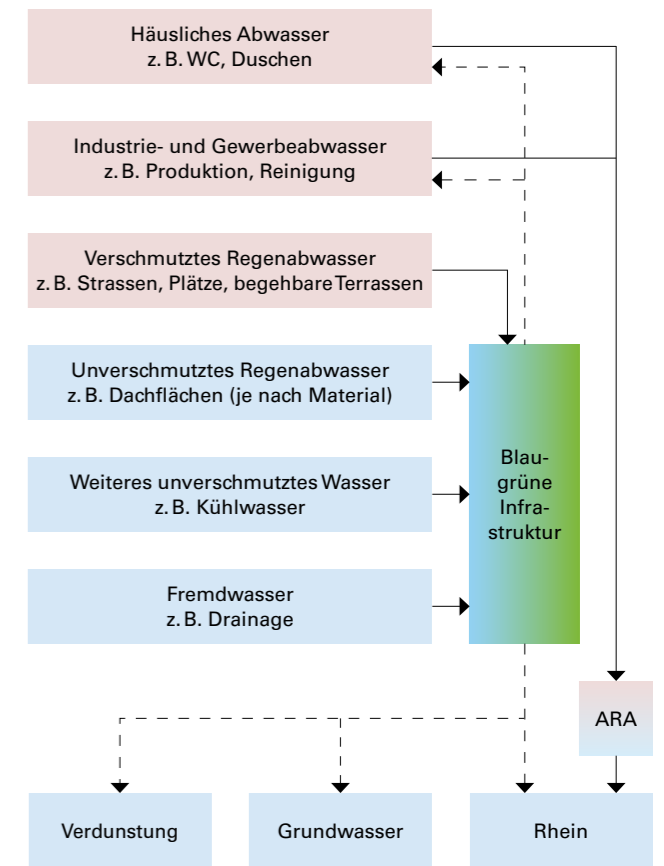 Häusliches Abwasser
z. B. WC, Duschen
Industrie- und Gewerbeabwasser
z. B. Produktion, Reinigung
Verschmutztes Regenabwasser
z. B. Strassen, Plätze, begehbare Terrassen
Unverschmutztes Regenabwasser
z. B. Dachflächen (je nach Material)
Weiteres unverschmutztes Wasser
z. B. Kühlwasser
Fremdwasser
z. B. Drainage
Blau-
grüne
Infra-
struktur
ARA
Verdunstung
Grundwasser
Rhein